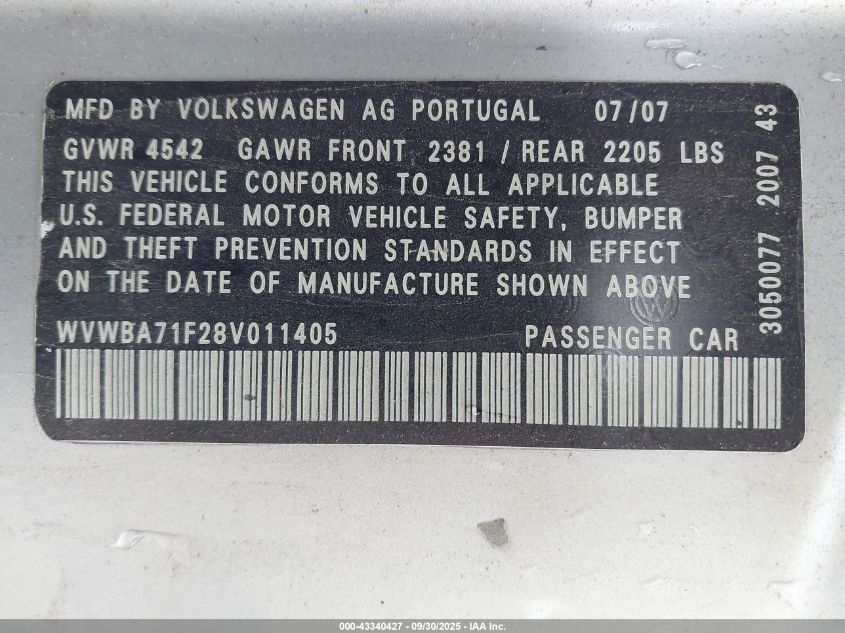 MFD BY VOLKSWAGEN AG PORTUGAL 07/07
GVWR 4542 GAWR FRONT 2381 / REAR 2205 LBS
THIS VEHICLE CONFORMS TO ALL APPLICABLE
U.S. FEDERAL MOTOR VEHICLE SAFETY, BUMPER
AND THEFT PREVENTION STANDARDS IN EFFECT
ON THE DATE OF MANUFACTURE SHOWN ABOVE
WVWBA71F28V011405 PASSENGER CAR
3050077 2007 43
000-43340427 - 09/30/2025 - IAA Inc.